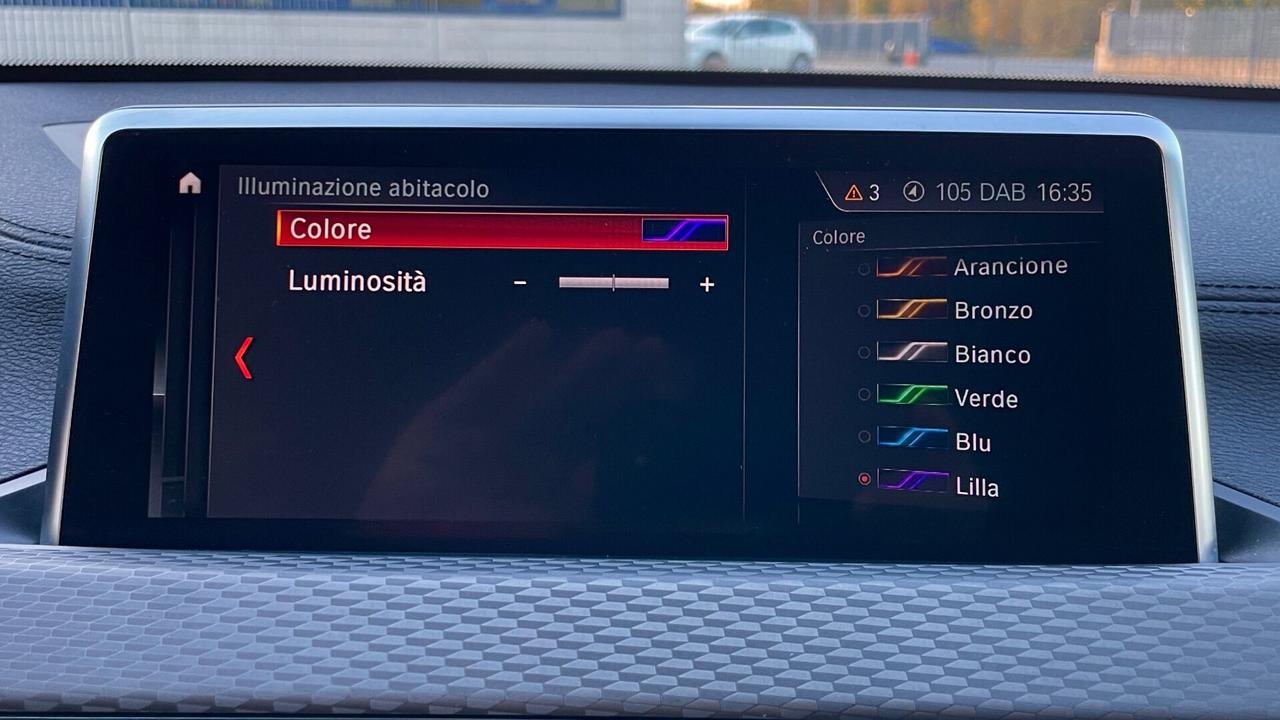 Illuminazione abitacolo
3 105 DAB 16:35
Colore
Luminosità - +
Colore
Arancione
Bronzo
Bianco
Verde
Blu
Lilla